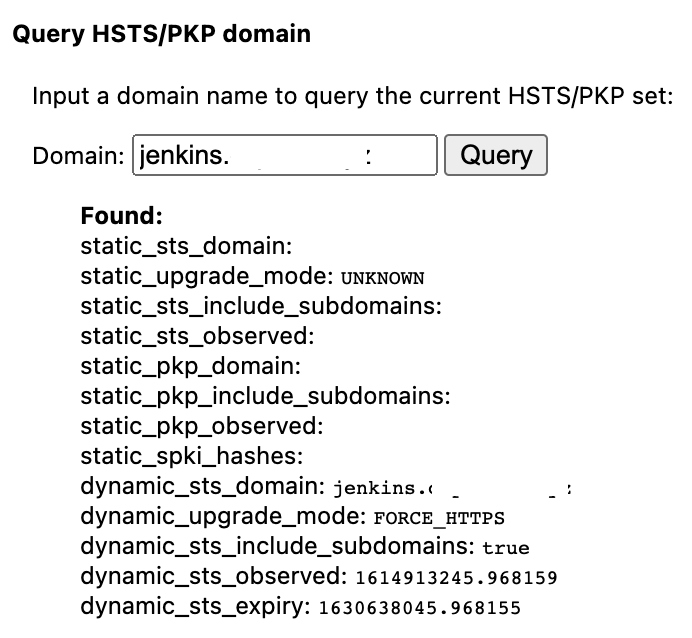 Query HSTS/PKP domain
Input a domain name to query the current HSTS/PKP set:
Domain: jenkins. Query
Found:
static_sts_domain:
static_upgrade_mode: UNKNOWN
static_sts_include_subdomains:
static_sts_observed:
static_pkp_domain:
static_pkp_include_subdomains:
static_pkp_observed:
static_spki_hashes:
dynamic_sts_domain: jenkins.
dynamic_upgrade_mode: FORCE_HTTPS
dynamic_sts_include_subdomains: true
dynamic_sts_observed: 1614913245.968159
dynamic_sts_expiry: 1630638045.968155